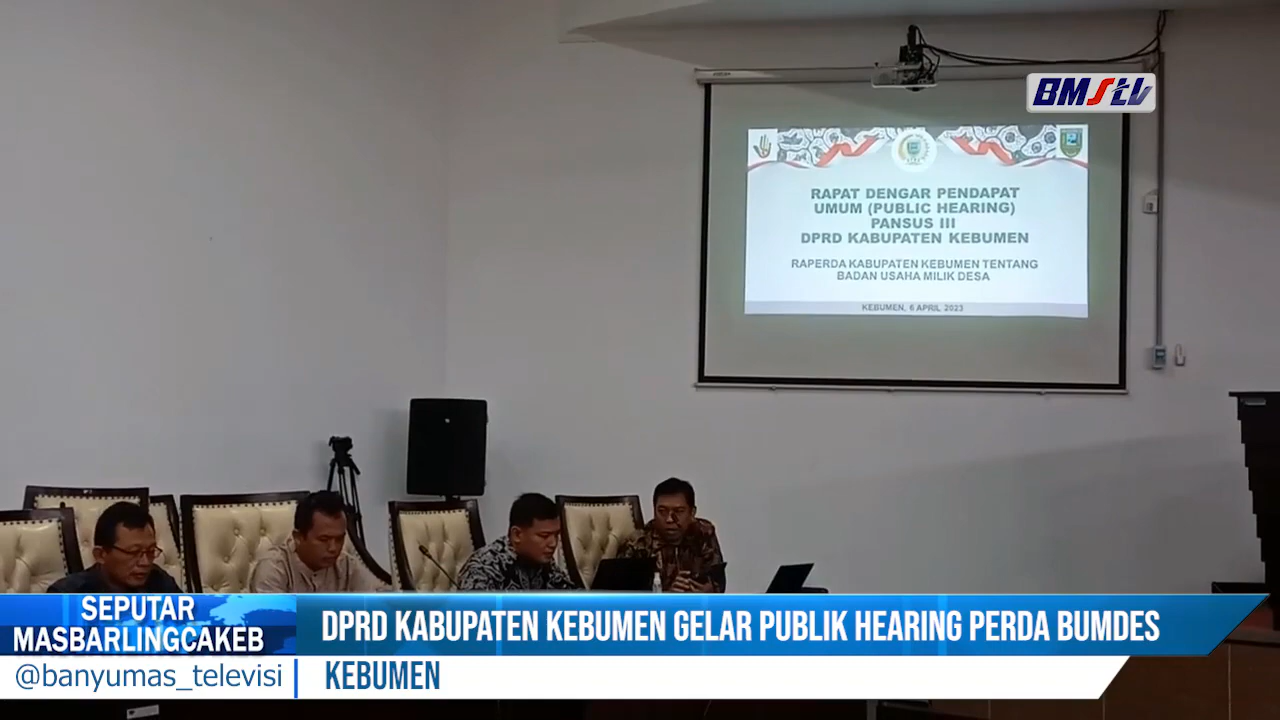 BMStv
RAPAT DENGAR PENDAPAT
UMUM (PUBLIC HEARING)
PANSUS III
DPRD KABUPATEN KEBUMEN
RAPERDA KABUPATEN KEBUMEN TENTANG
BADAN USAHA MILIK DESA
KEBUMEN, 6 APRIL 2023
SEPUTAR
MASBARLINGCAKEB
DPRD KABUPATEN KEBUMEN GELAR PUBLIK HEARING PERDA BUMDES
@banyumas_televisi
KEBUMEN